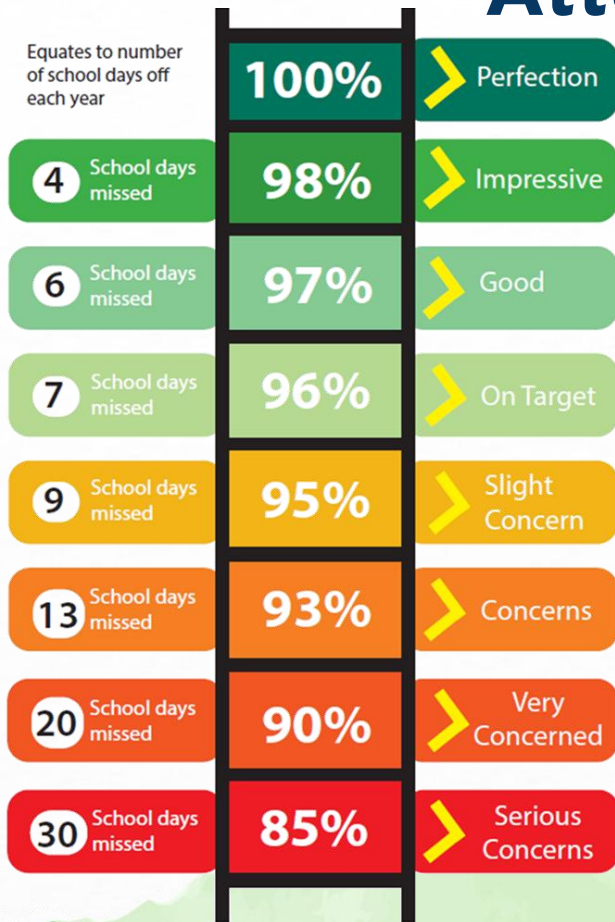 Equates to number
of school days off
each year
100%
Perfection
4
School days
missed
98%
Impressive
6
School days
missed
97%
Good
7
School days
missed
96%
On Target
9
School days
missed
95%
Slight
Concern
13
School days
missed
93%
Concerns
20
School days
missed
90%
Very
Concerned
30
School days
missed
85%
Serious
Concerns